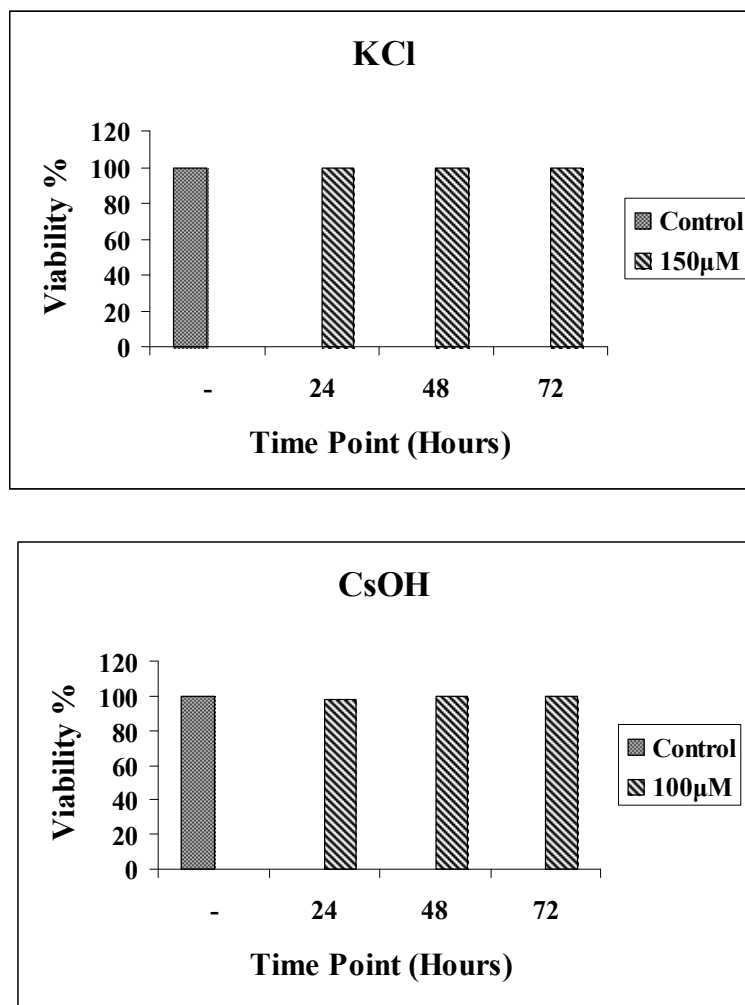 KCl
120
100
80
60
40
20
0
Viability %
- 24 48 72
Time Point (Hours)
Control
150µM
CsOH
120
100
80
60
40
20
0
Viability %
- 24 48 72
Time Point (Hours)
Control
100µM